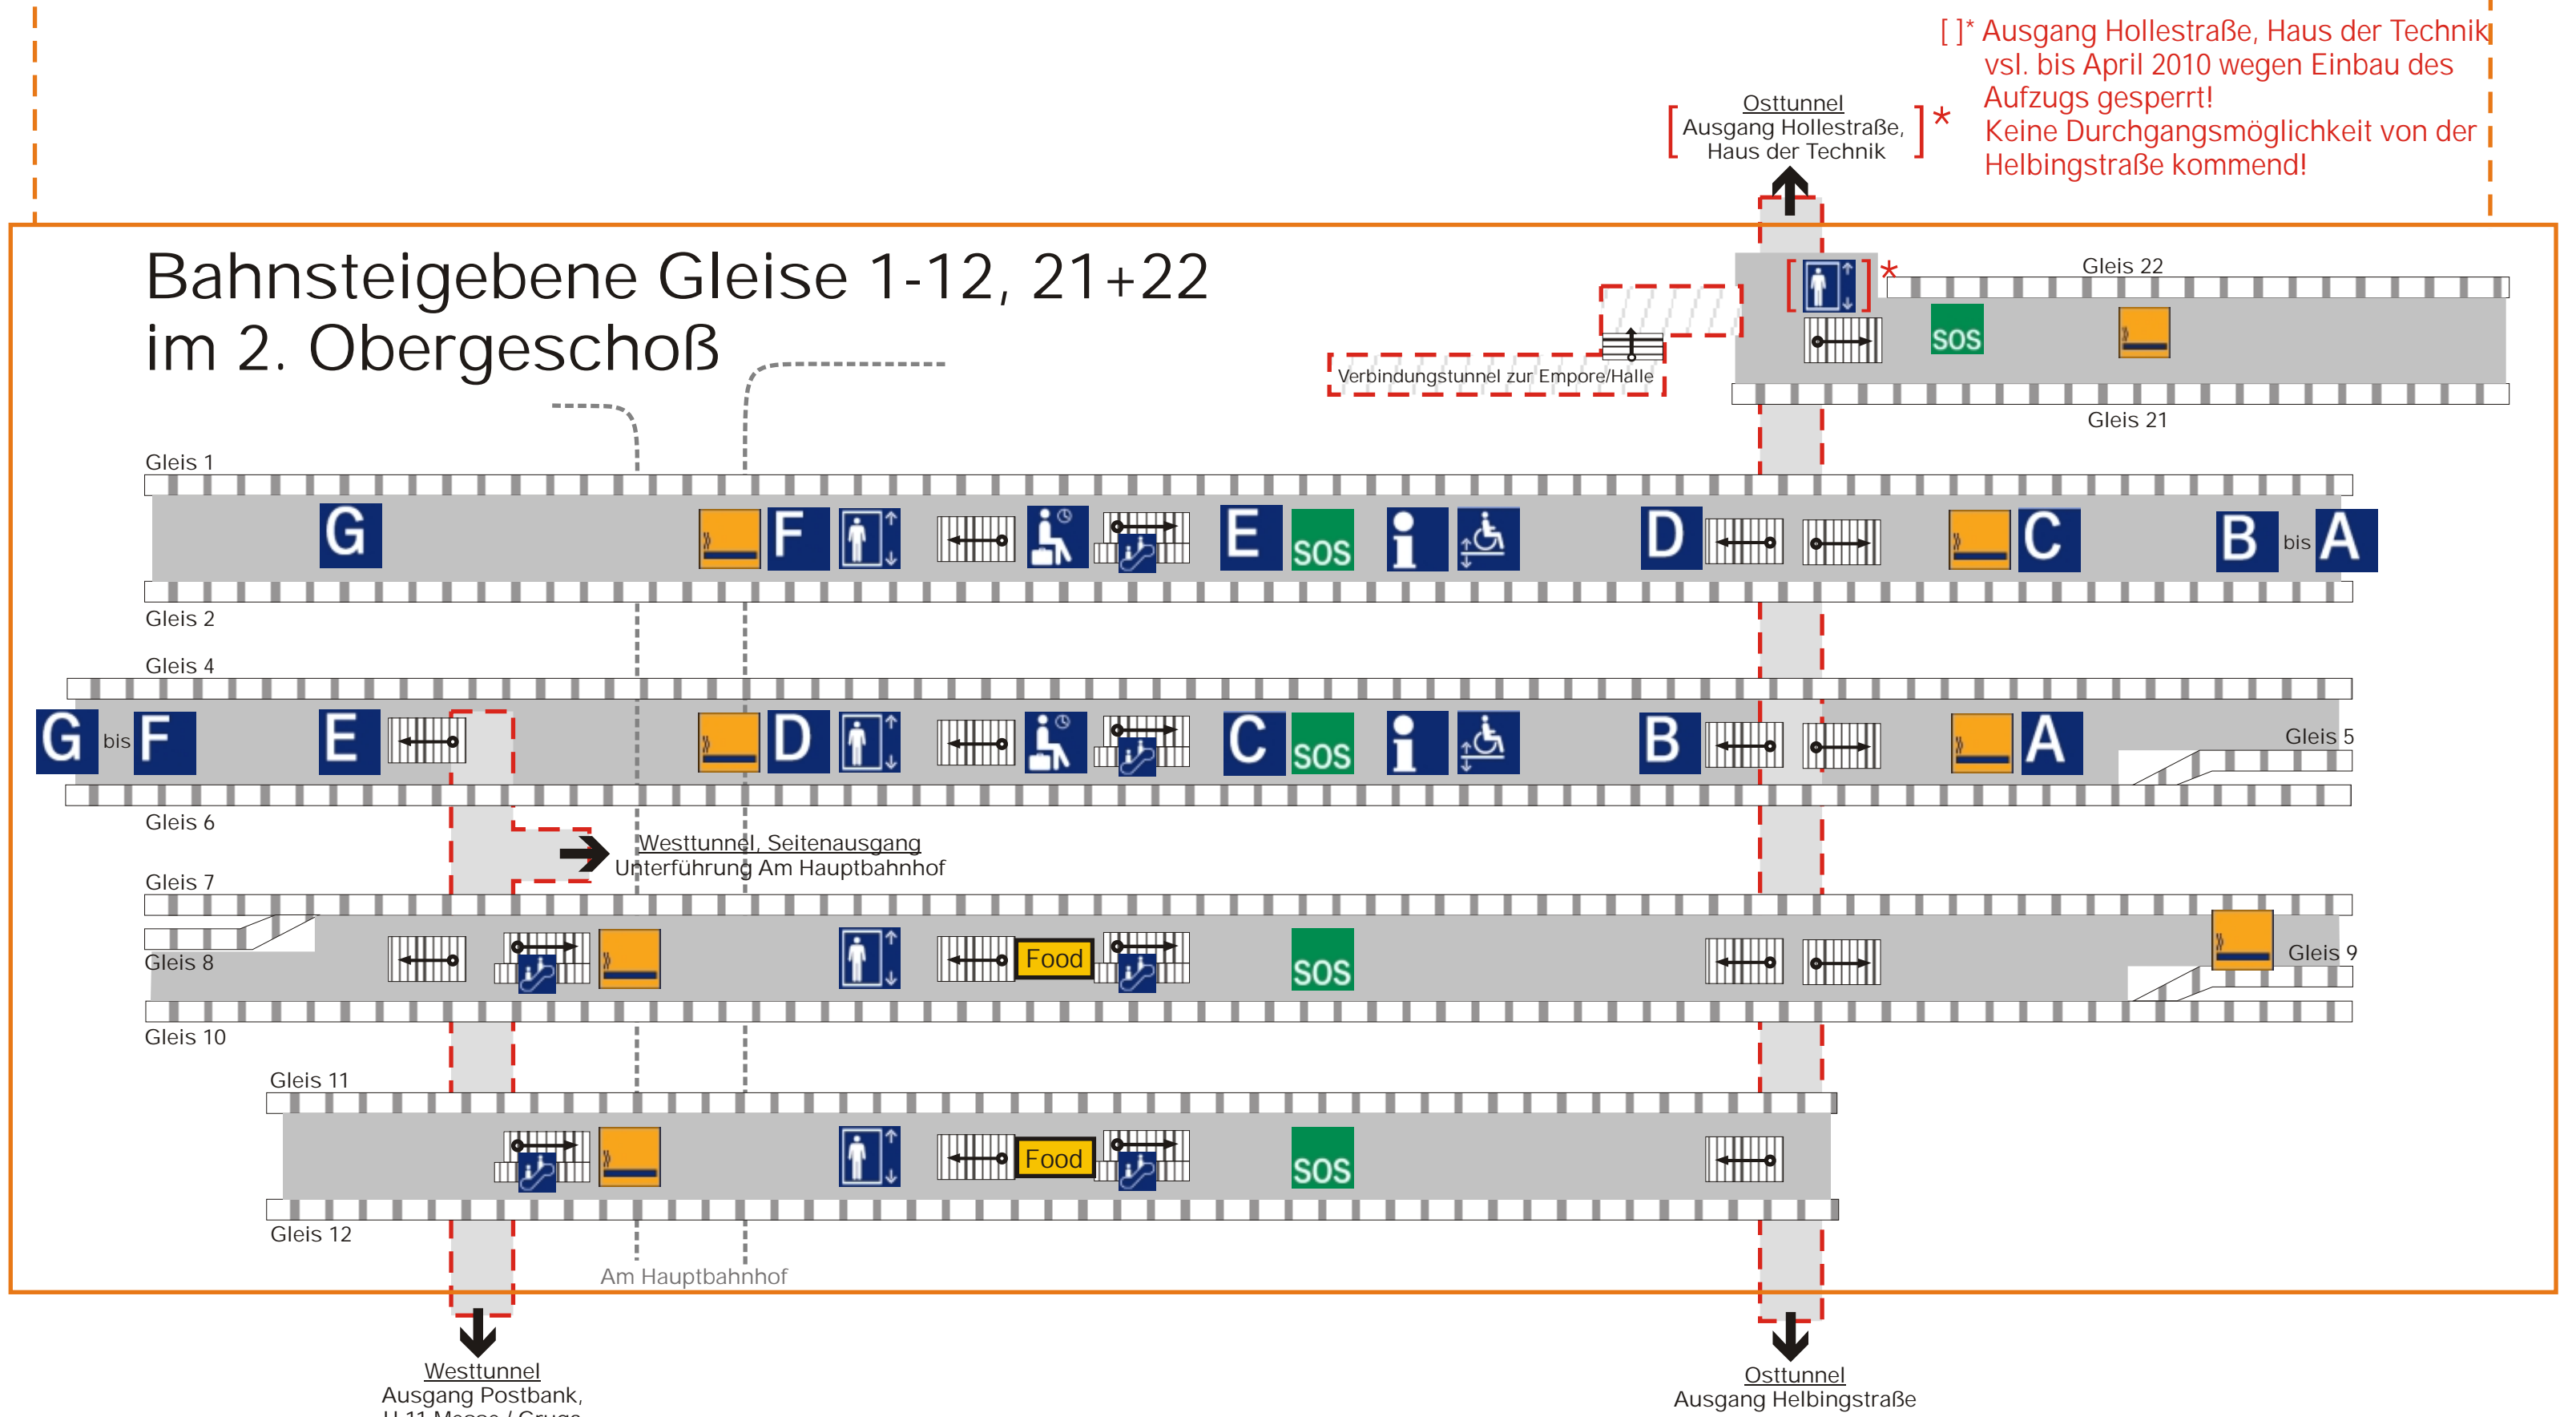 [ ]* Ausgang Hollestraße, Haus der Technik
vsl. bis April 2010 wegen Einbau des
Aufzugs gesperrt!
Keine Durchgangsmöglichkeit von der
Helbingstraße kommend!
Osttunnel
[ Ausgang Hollestraße, ]*
Haus der Technik
Bahnsteigebene Gleise 1-12, 21+22
im 2. Obergeschoß
Gleis 22
[ ]*
SOS
Verbindungstunnel zur Empore/Halle
Gleis 21
Gleis 1
G F E SOS i D C B bis A
Gleis 2
Gleis 4
G bis F E D C SOS i B A
Gleis 5
Gleis 6
Westtunnel, Seitenausgang
Unterführung Am Hauptbahnhof
Gleis 7
Gleis 8
Food SOS
Gleis 9
Gleis 10
Gleis 11
Food SOS
Gleis 12
Am Hauptbahnhof
Westtunnel
Ausgang Postbank,
U 11 Messe / Gruga
Osttunnel
Ausgang Helbingstraße